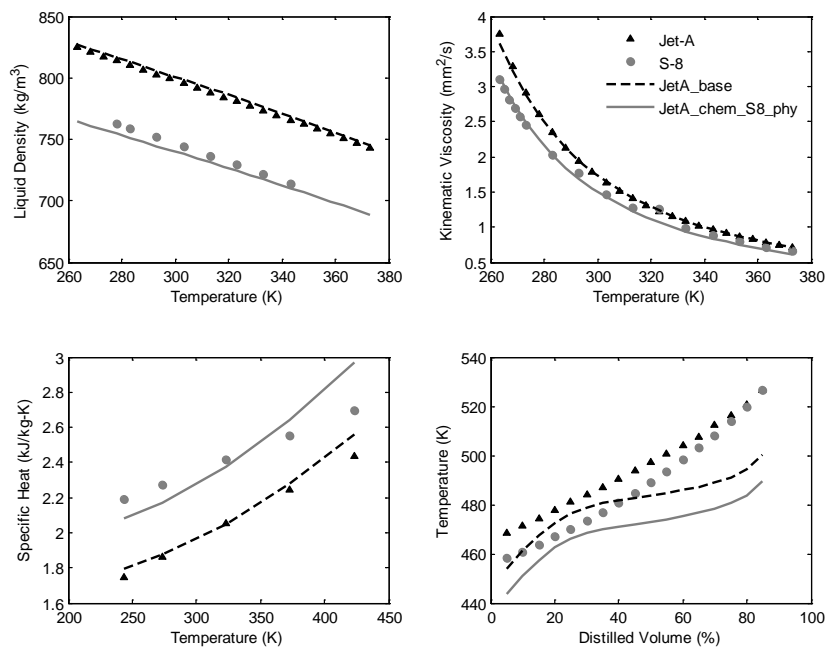 850
800
750
700
650
260 280 300 320 340 360 380
Temperature (K)
Liquid Density (kg/m³)
4
3.5
3
2.5
2
1.5
1
0.5
260 280 300 320 340 360 380
Temperature (K)
Kinematic Viscosity (mm²/s)
Jet-A
S-8
JetA_base
JetA_chem_S8_phy
3
2.8
2.6
2.4
2.2
2
1.8
1.6
200 250 300 350 400 450
Temperature (K)
Specific Heat (kJ/kg-K)
540
520
500
480
460
440
0 20 40 60 80 100
Distilled Volume (%)
Temperature (K)